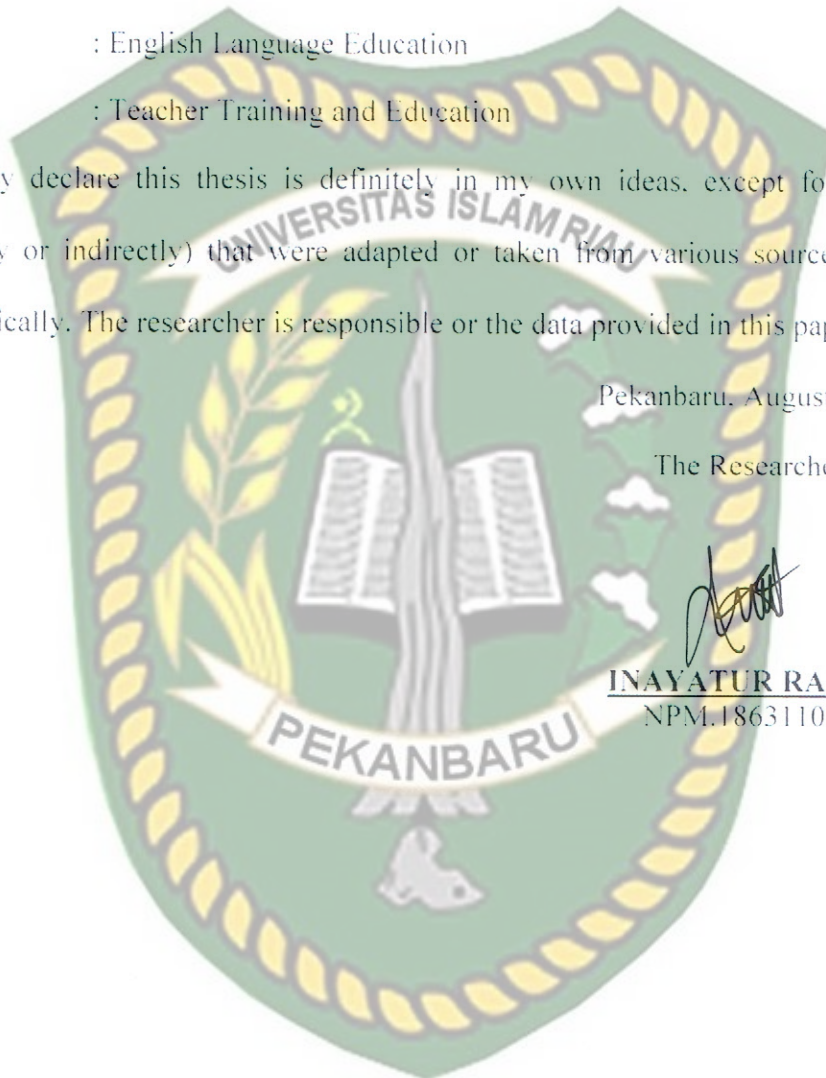 : English Language Education
: Teacher Training and Education
y declare this thesis is definitely in my own ideas, except fo
UNIVERSITAS ISLAM RIAU
y or indirectly) that were adapted or taken from various source
ically. The researcher is responsible or the data provided in this pap
Pekanbaru, August
The Researche
INAYATUR RA
NPM.1863110
PEKANBARU